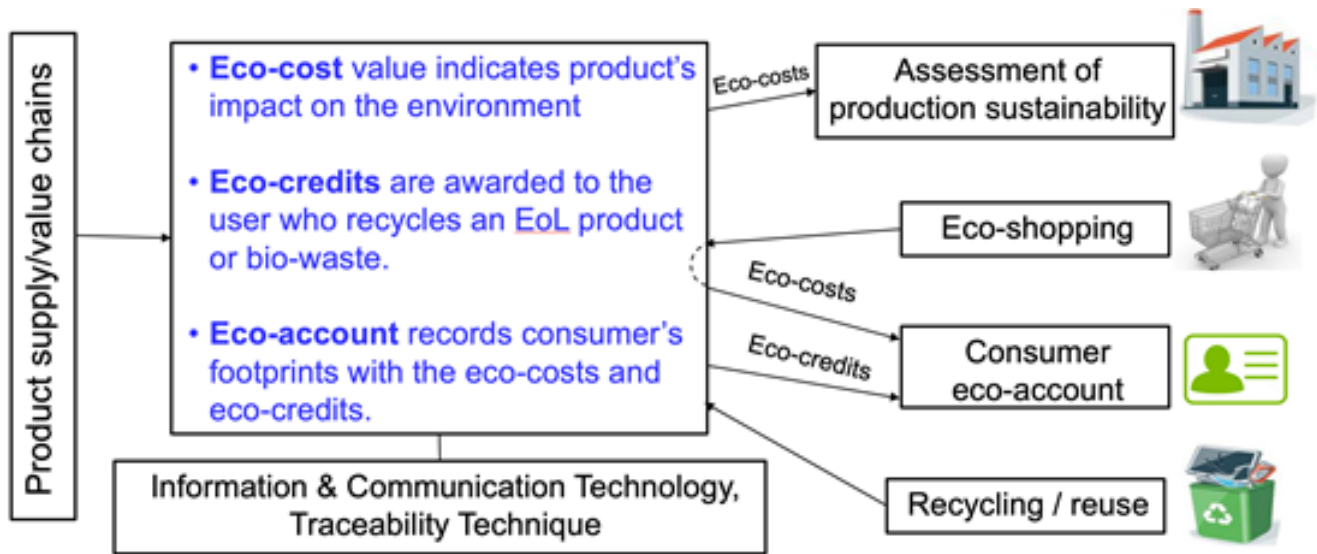 Product supply/value chains
• Eco-cost value indicates product's
impact on the environment
• Eco-credits are awarded to the
user who recycles an EoL product
or bio-waste.
• Eco-account records consumer's
footprints with the eco-costs and
eco-credits.
Information & Communication Technology,
Traceability Technique
Eco-costs
Assessment of
production sustainability
Eco-shopping
Eco-costs
Eco-credits
Consumer
eco-account
Recycling / reuse